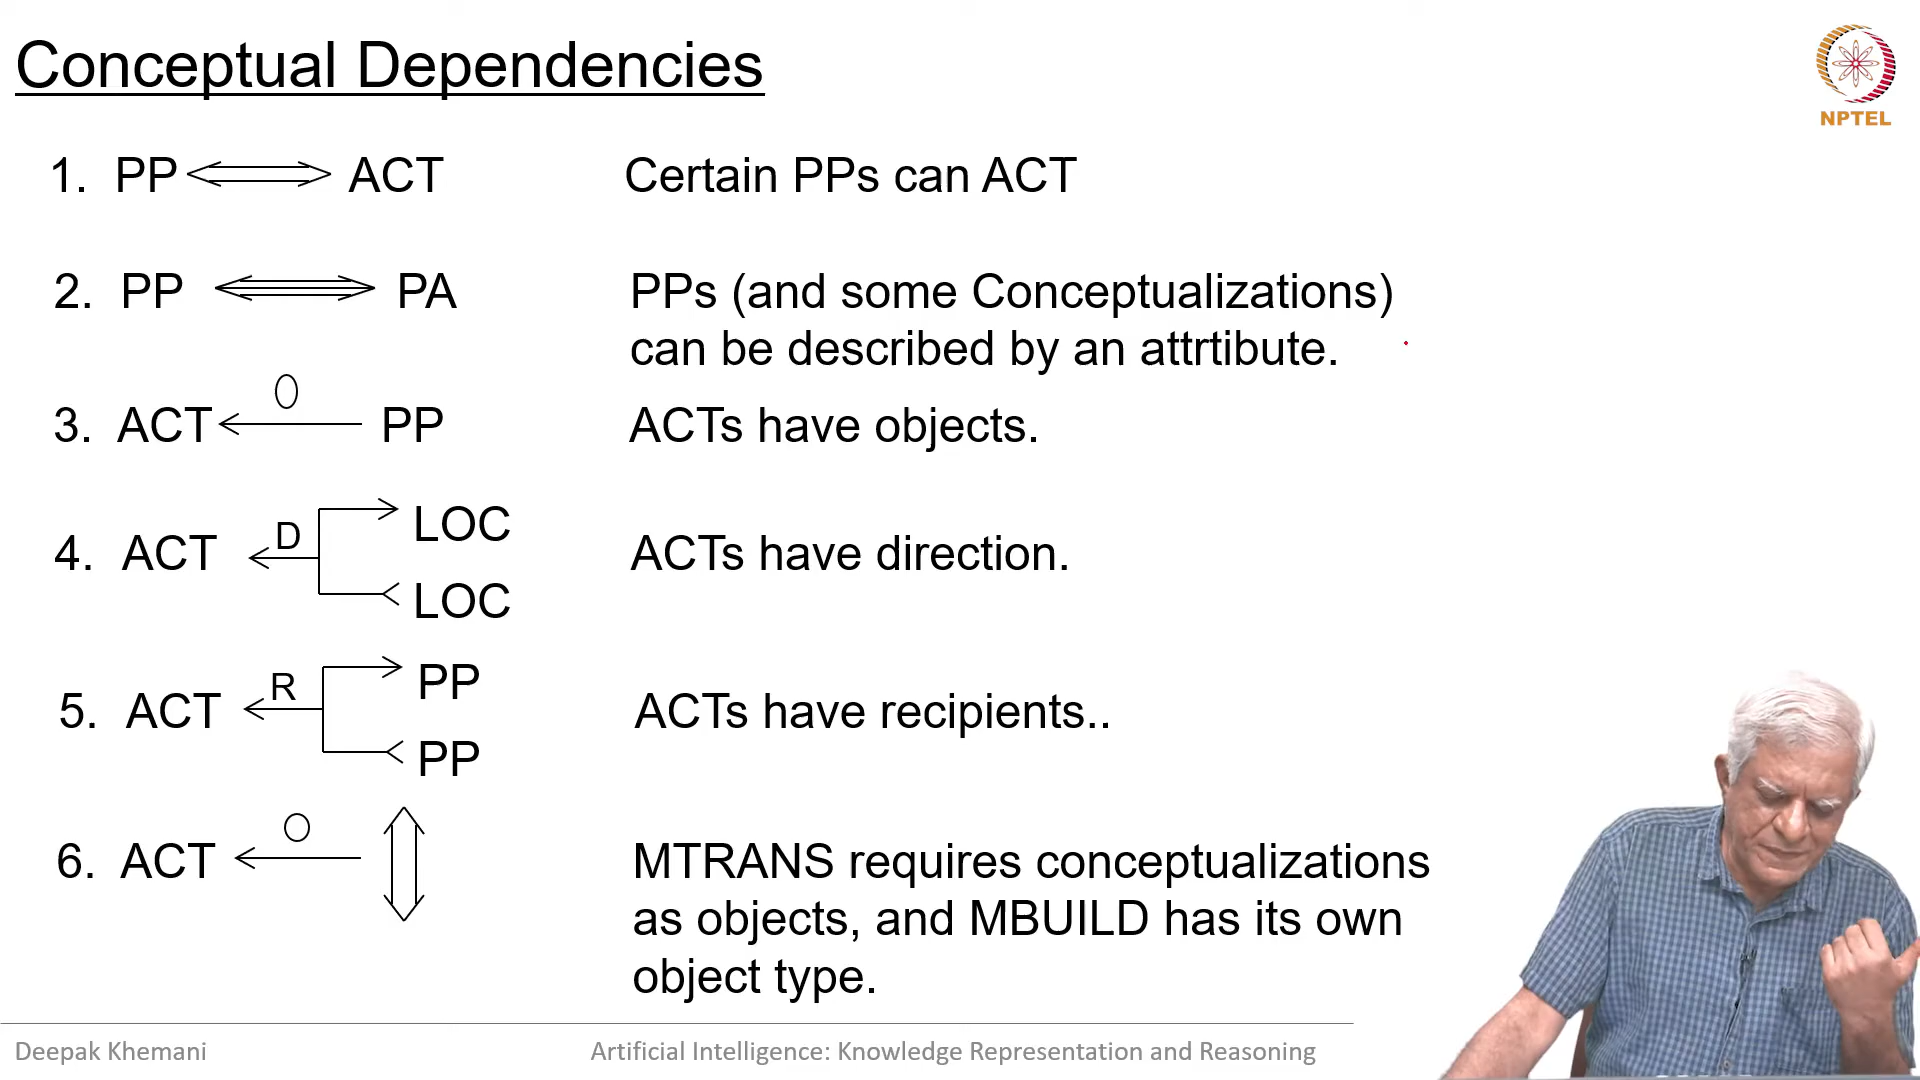 Conceptual Dependencies
NPTEL
1. PP ACT Certain PPs can ACT
2. PP PA PPs (and some Conceptualizations)
can be described by an attrtibute.
O
3. ACT PP ACTs have objects.
LOC
D
4. ACT ACTs have direction.
LOC
PP
R
5. ACT ACTs have recipients..
PP
O
6. ACT MTRANS requires conceptualizations
as objects, and MBUILD has its own
object type.
Deepak Khemani Artificial Intelligence: Knowledge Representation and Reasoning